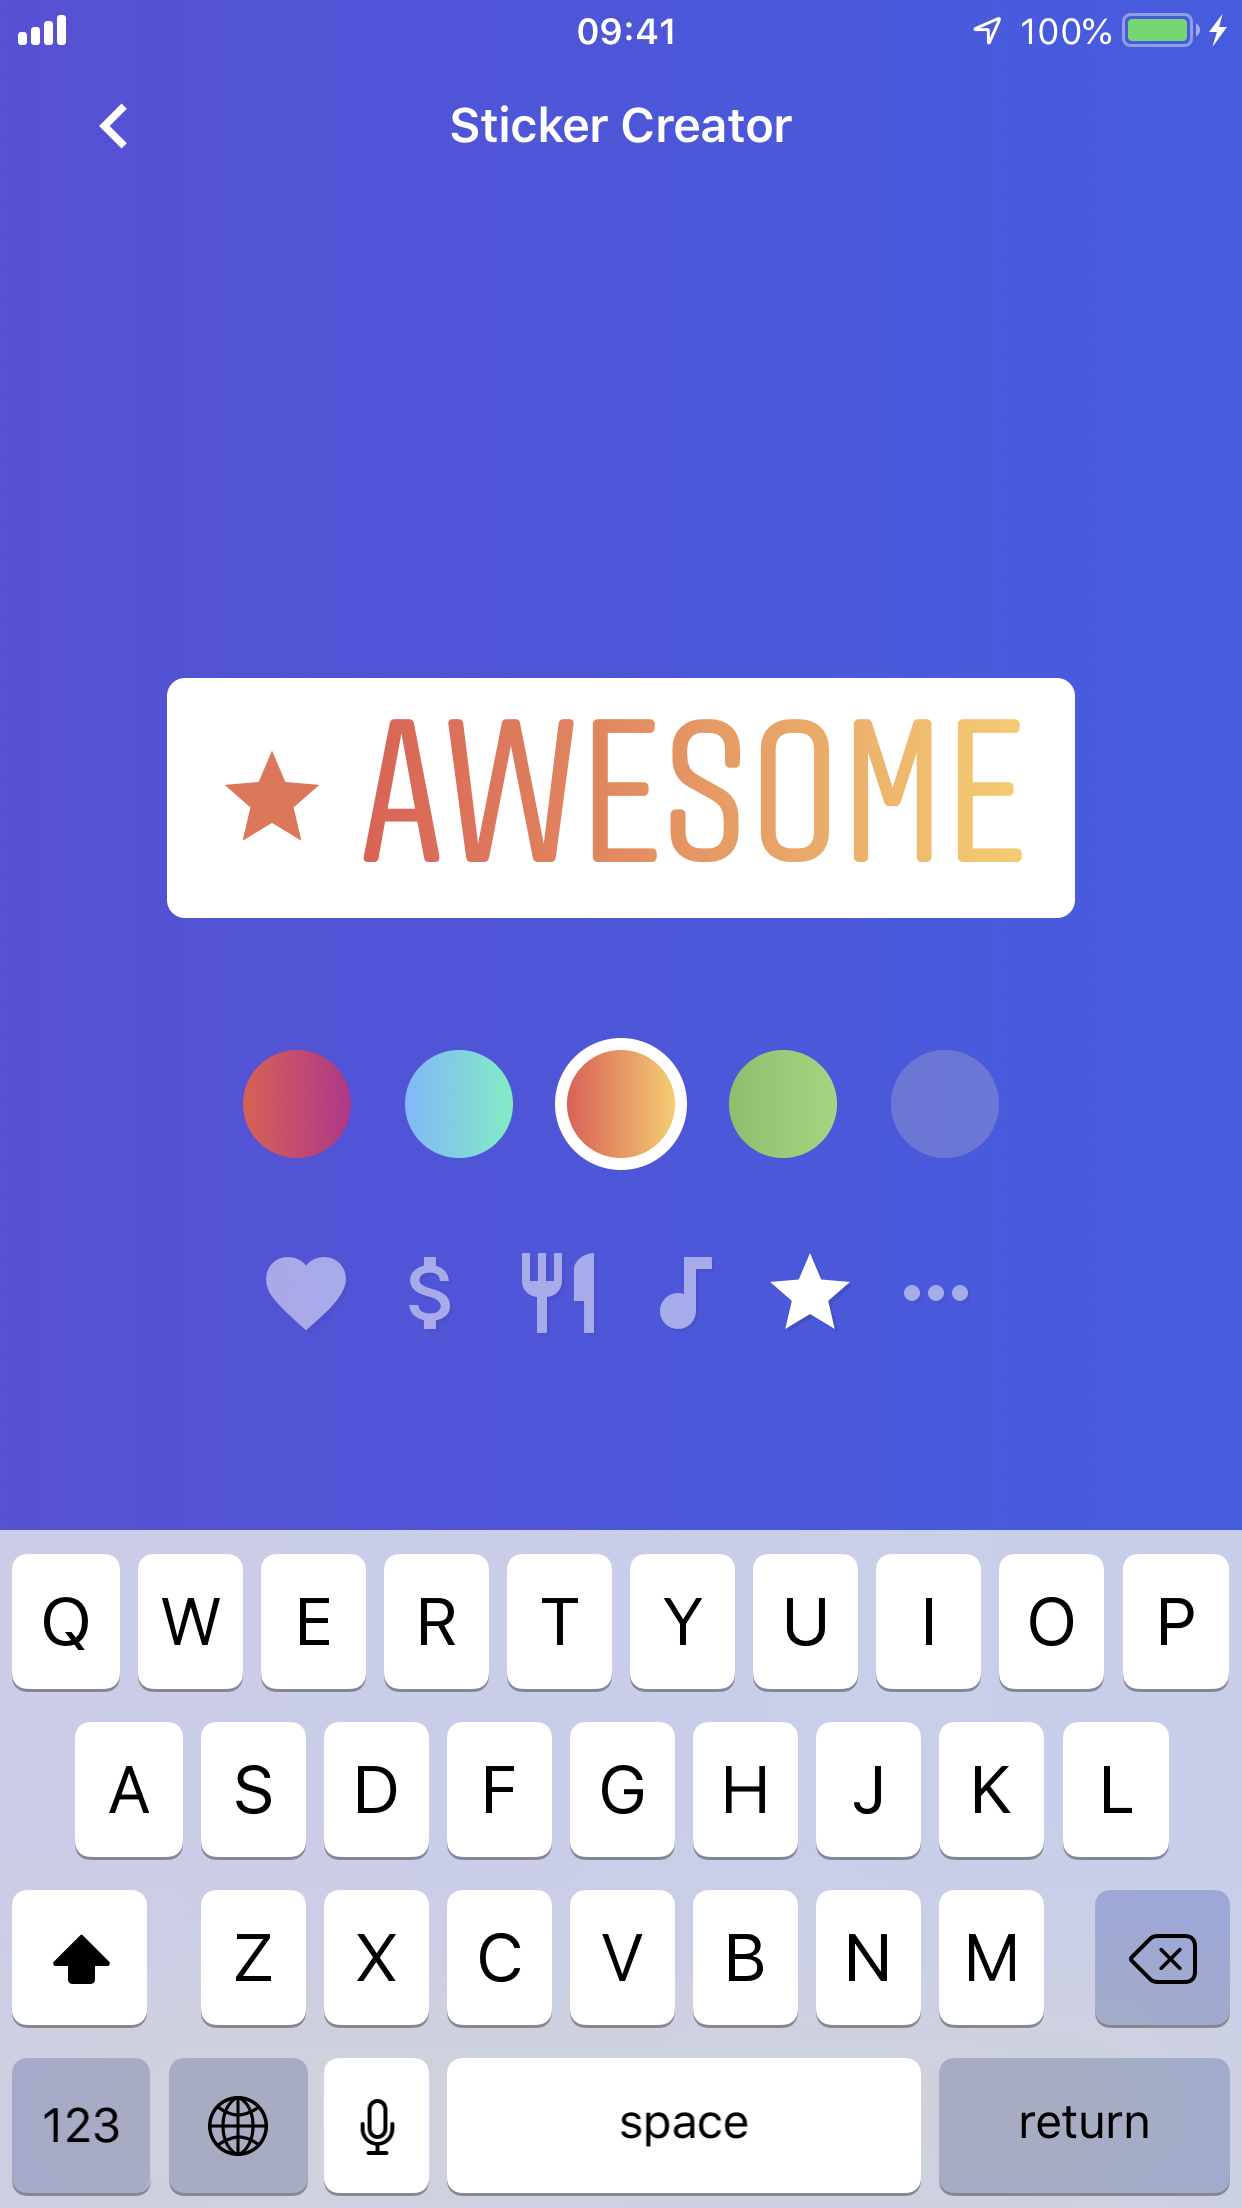 09:41 100%
Sticker Creator
AWESOME
Q W E R T Y U I O P
A S D F G H J K L
Z X C V B N M
123 space return